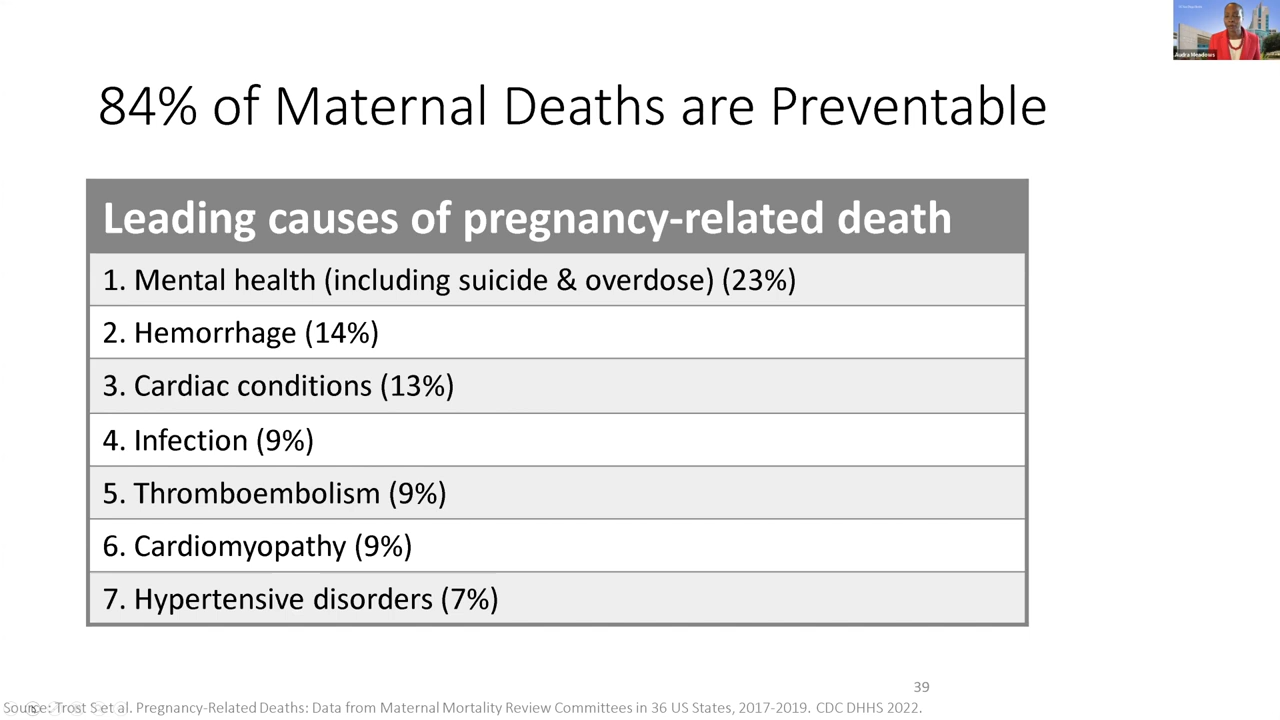 Audra Meadows
84% of Maternal Deaths are Preventable
Leading causes of pregnancy-related death
1. Mental health (including suicide & overdose) (23%)
2. Hemorrhage (14%)
3. Cardiac conditions (13%)
4. Infection (9%)
5. Thromboembolism (9%)
6. Cardiomyopathy (9%)
7. Hypertensive disorders (7%)
39
Source: Trost S et al. Pregnancy-Related Deaths: Data from Maternal Mortality Review Committees in 36 US States, 2017-2019. CDC DHHS 2022.